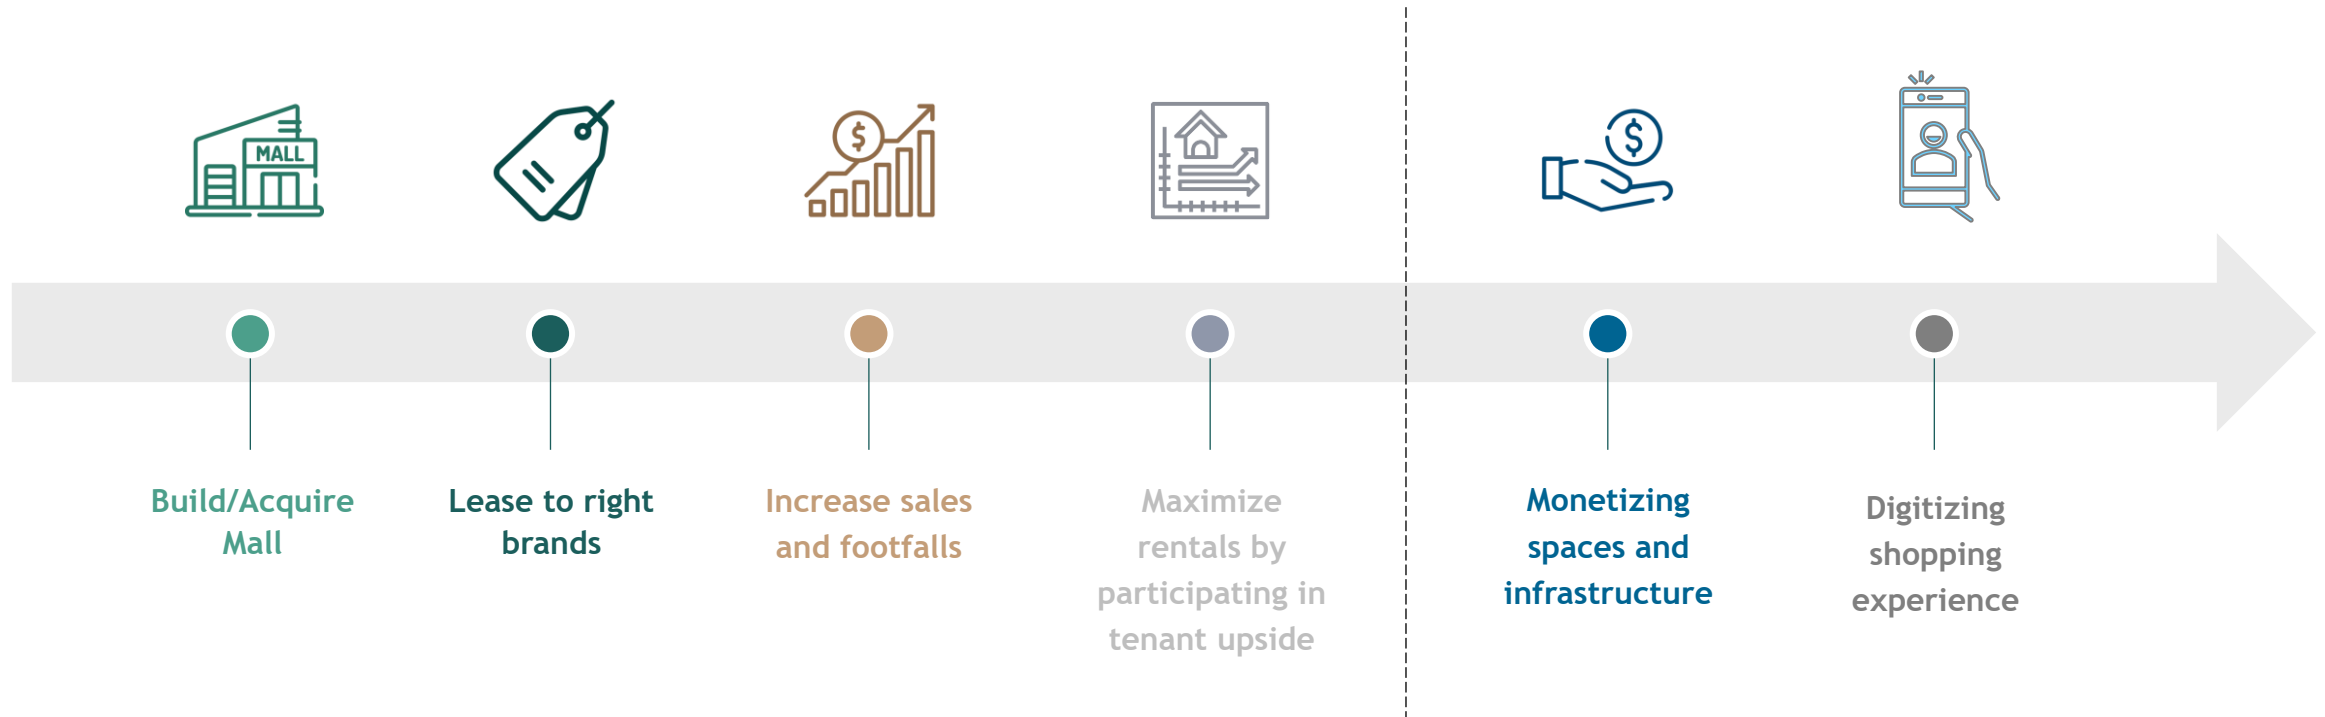 MALL
$
$
Build/Acquire
Mall
Lease to right
brands
Increase sales
and footfalls
Maximize
rentals by
participating in
tenant upside
Monetizing
spaces and
infrastructure
Digitizing
shopping
experience